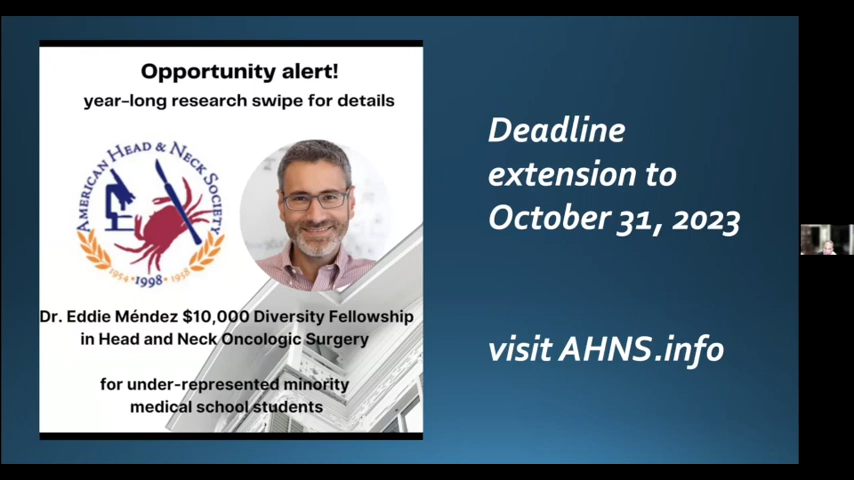 Opportunity alert!
year-long research swipe for details
AMERICAN HEAD & NECK SOCIETY
1954 • 1998 • 1958
Dr. Eddie Méndez $10,000 Diversity Fellowship
in Head and Neck Oncologic Surgery
for under-represented minority
medical school students
Deadline
extension to
October 31, 2023
visit AHNS.info